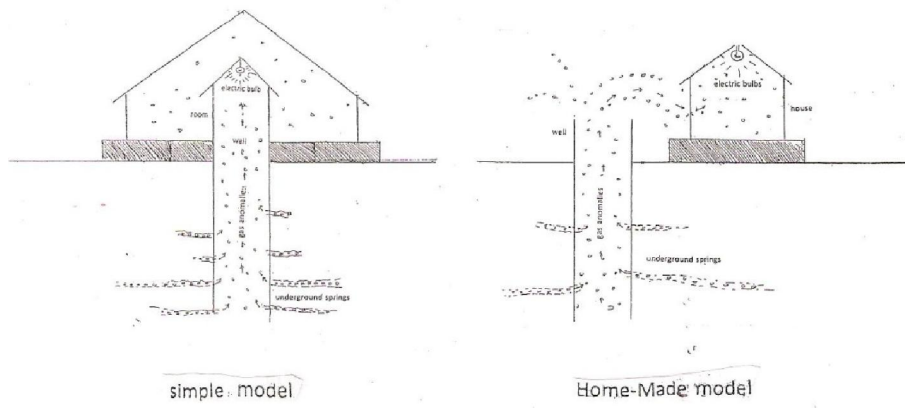 electric bulb
room
well
gas anomalies
underground springs
simple model
electric bulbs
house
well
gas anomalies
underground springs
Home-Made model